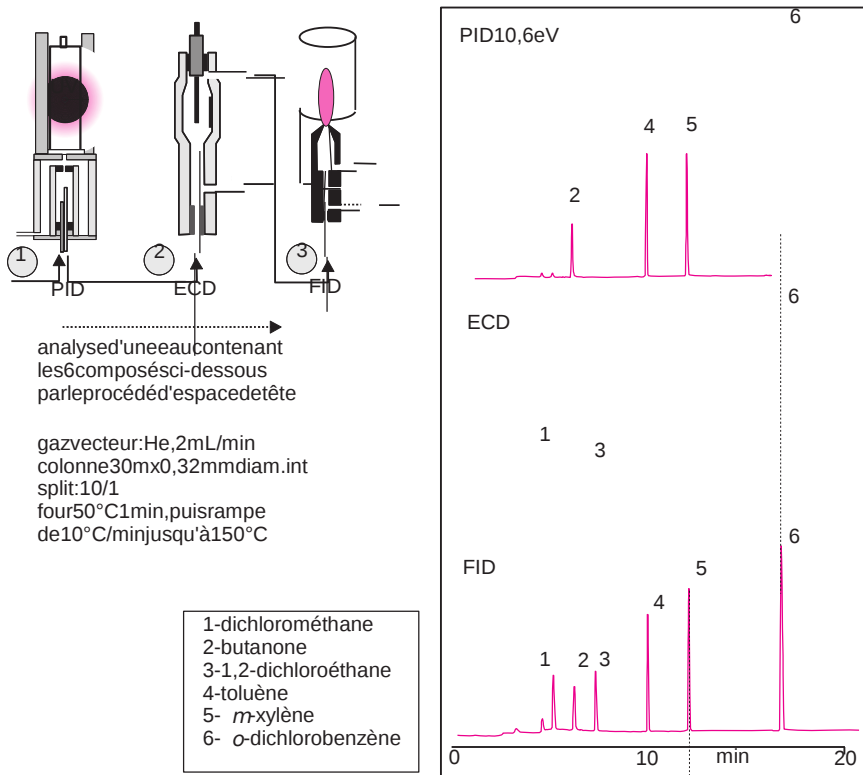 1
2
3
PID
ECD
FID
analysed'uneeaucontenant
les6composésci-dessous
parleprocédéd'espacedetête
gazvecteur:He,2mL/min
colonne30mx0,32mmdiam.int
split:10/1
four50°C1min,puisrampe
de10°C/minjusqu'à150°C
1-dichlorométhane
2-butanone
3-1,2-dichloroéthane
4-toluène
5- m-xylène
6- o-dichlorobenzène
6
PID10,6eV
4
5
2
6
ECD
1
3
6
FID
5
4
1
2
3
0
10
min
20